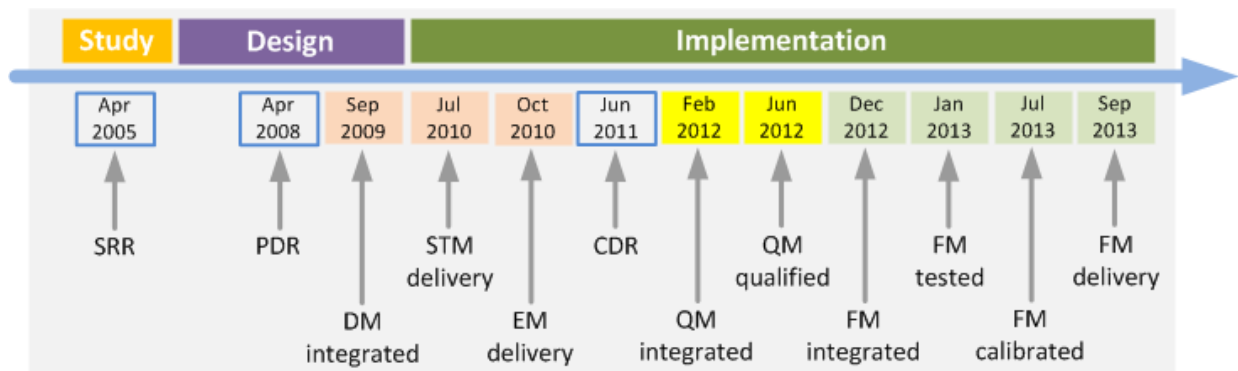 Study
Design
Implementation
Apr
2005
Apr
2008
Sep
2009
Jul
2010
Oct
2010
Jun
2011
Feb
2012
Jun
2012
Dec
2012
Jan
2013
Jul
2013
Sep
2013
SRR
PDR
STM
delivery
CDR
QM
qualified
FM
tested
FM
delivery
DM
integrated
EM
delivery
QM
integrated
FM
integrated
FM
calibrated